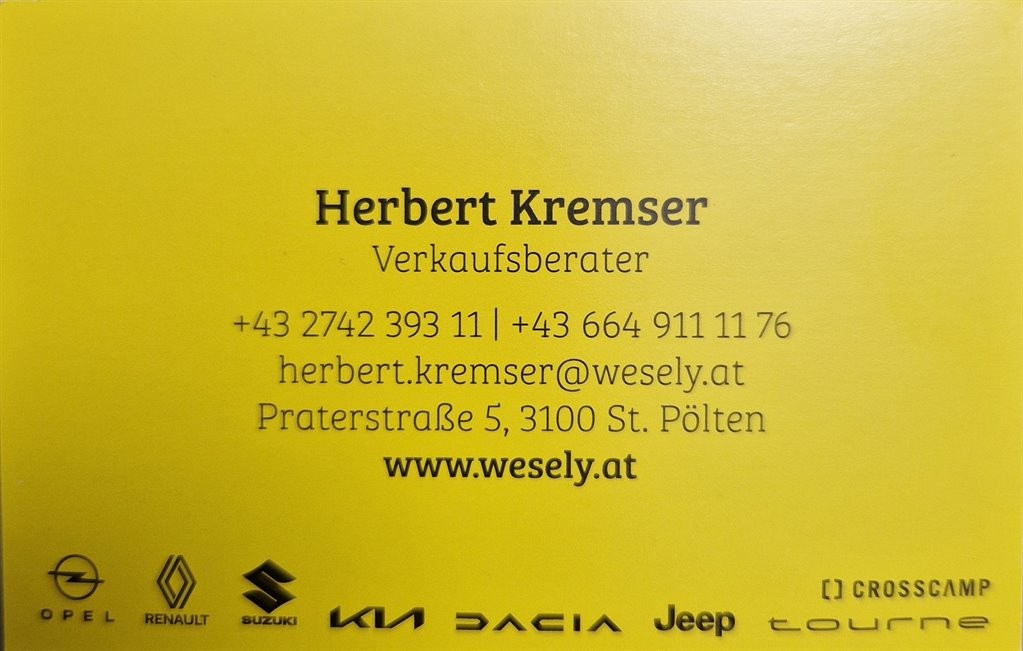 Herbert Kremser
Verkaufsberater
+43 2742 393 11 | +43 664 911 11 76
herbert.kremser@wesely.at
Praterstraße 5, 3100 St. Pölten
www.wesely.at
OPEL
RENAULT
SUZUKI
KIA
DACIA
Jeep
[] CROSSCAMP
tourne